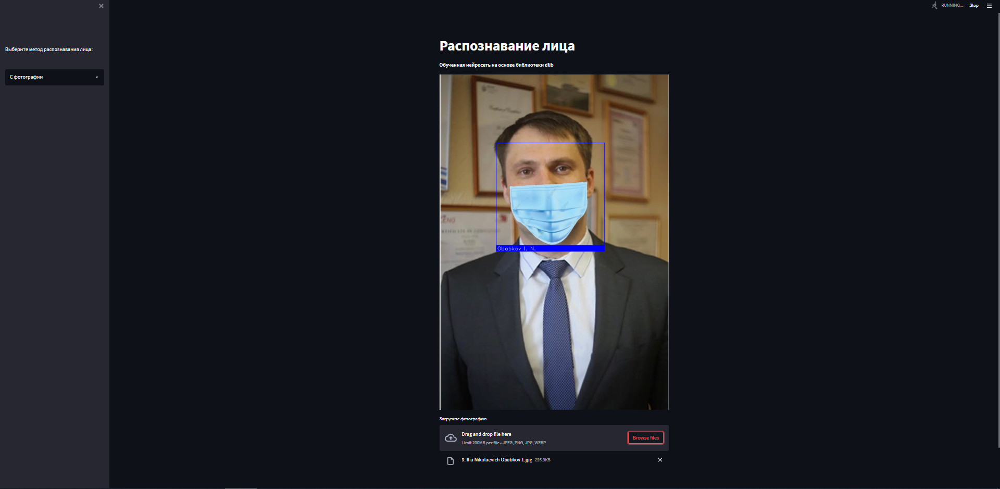 RUNNING...
Stop
Выберите метод распознавания лица:
С фотографии
Распознавание лица
Обученная нейросеть на основе библиотеки dlib
Obabkov I. N.
Загрузите фотографию
Drag and drop file here
Limit 200MB per file • JPEG, PNG, JPG, WEBP
Browse files
9. Ilia Nikolaevich Obabkov 1.jpg 235.9KB